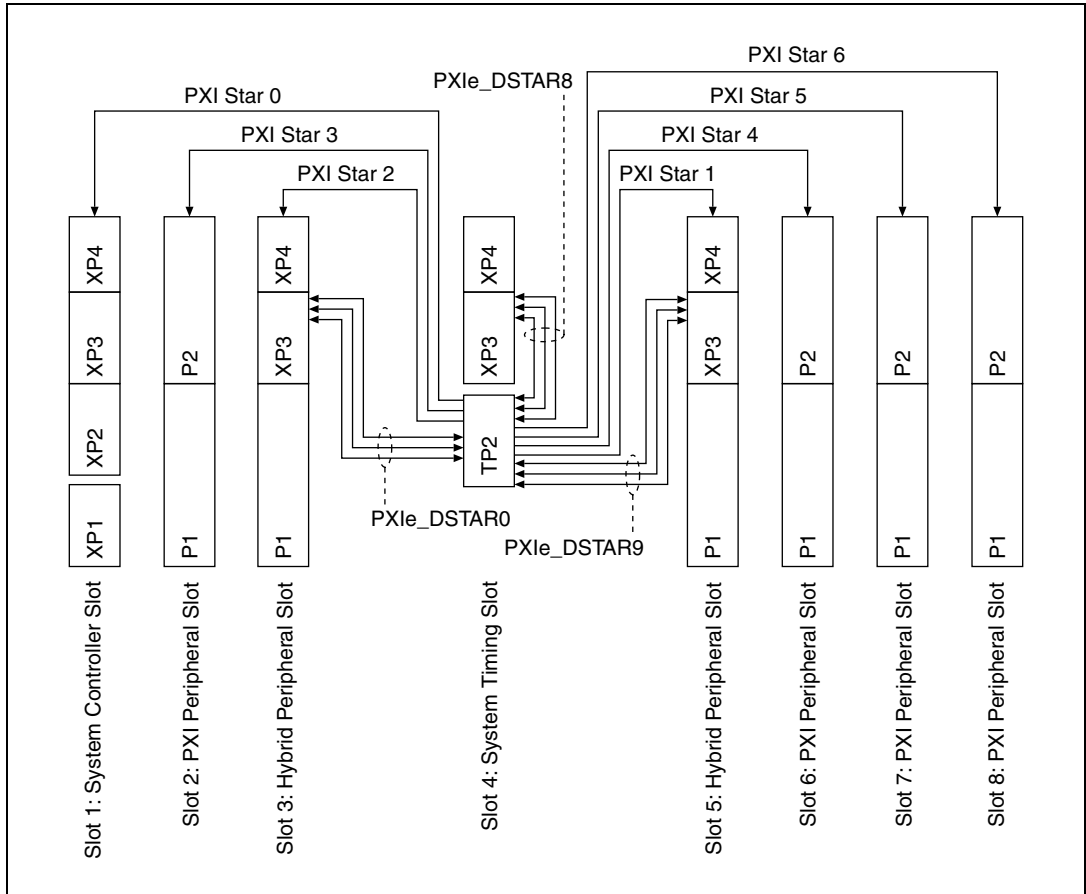 PXI Star 6
PXIe_DSTAR8
PXI Star 0
PXI Star 5
PXI Star 3
PXI Star 4
PXI Star 2
PXI Star 1
XP4
XP3
XP2
XP1
P2
P1
XP4
XP3
P1
XP4
XP3
TP2
XP4
XP3
P1
P2
P1
P2
P1
P2
P1
PXIe_DSTAR0
PXIe_DSTAR9
Slot 1: System Controller Slot
Slot 2: PXI Peripheral Slot
Slot 3: Hybrid Peripheral Slot
Slot 4: System Timing Slot
Slot 5: Hybrid Peripheral Slot
Slot 6: PXI Peripheral Slot
Slot 7: PXI Peripheral Slot
Slot 8: PXI Peripheral Slot